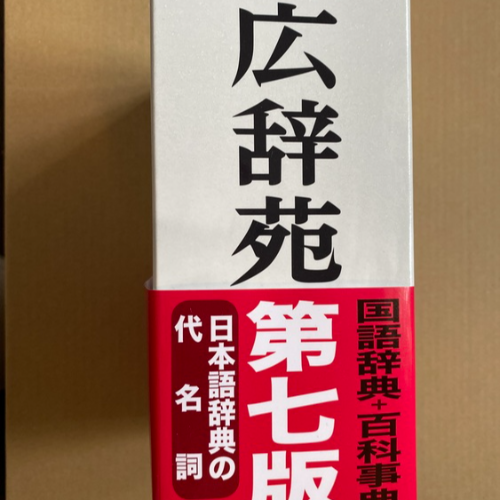 広辞苑
国語辞典+百科事典
第七版
日本語辞典の
代名詞